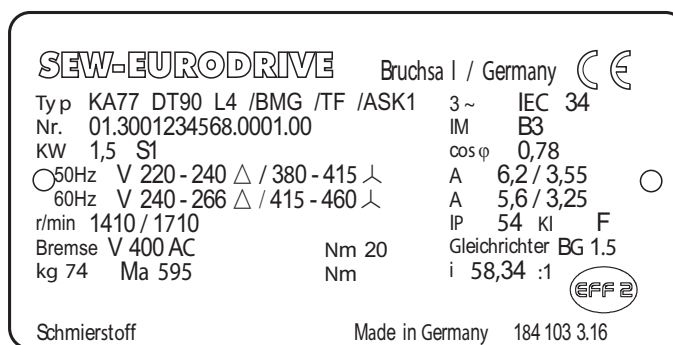 SEW-EURODRIVE Bruchsal / Germany CE
Typ KA77 DT90 L4 /BMG /TF /ASK1 3~ IEC 34
Nr. 01.3001234568.0001.00 IM B3
KW 1,5 S1 cos φ 0,78
50Hz V 220-240 △ / 380-415 ⅄ A 6,2 / 3,55
60Hz V 240-266 △ / 415-460 ⅄ A 5,6 / 3,25
r/min 1410 / 1710 IP 54 Kl F
Bremse V 400 AC Nm 20 Gleichrichter BG 1.5
kg 74 Ma 595 Nm i 58,34 :1
EFF 2
Schmierstoff Made in Germany 184 103 3.16